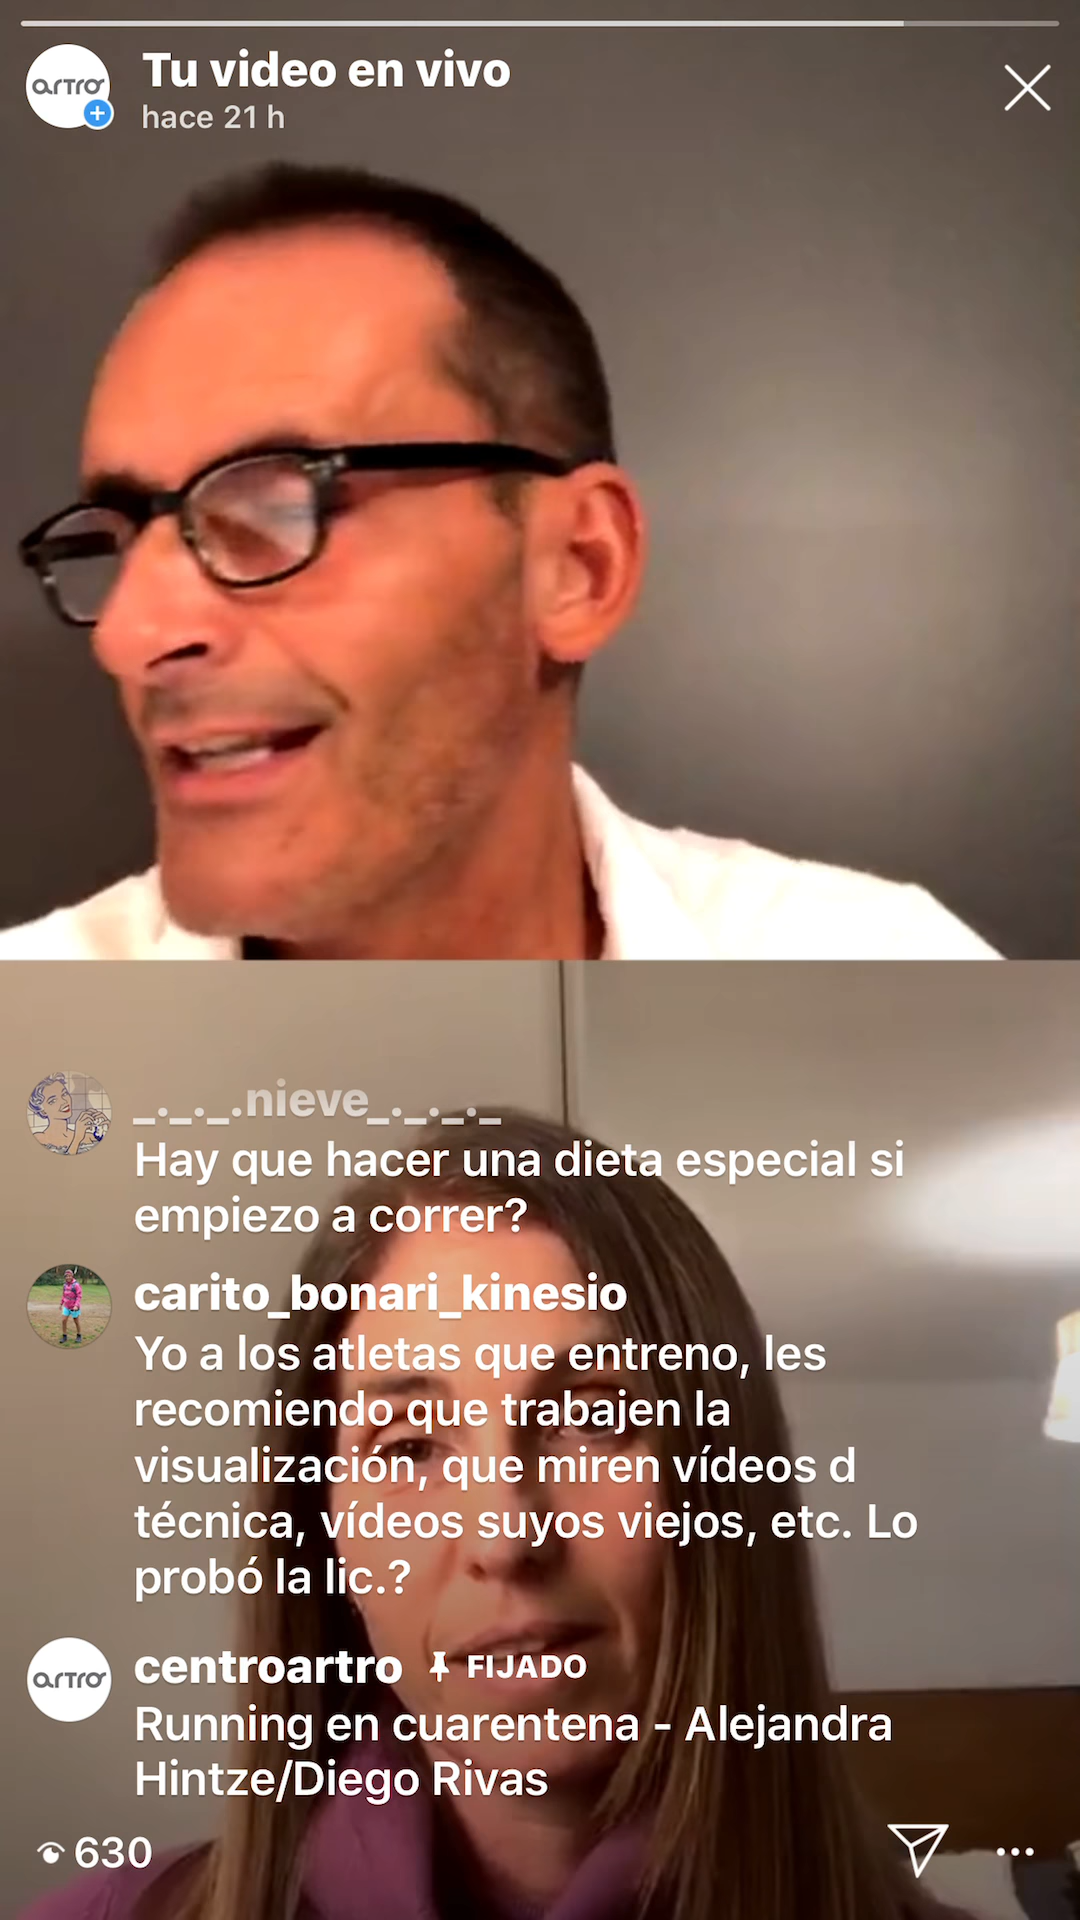 artro
Tu video en vivo
hace 21 h
_._._.nieve_._._._
Hay que hacer una dieta especial si
empiezo a correr?
carito_bonari_kinesio
Yo a los atletas que entreno, les
recomiendo que trabajen la
visualización, que miren vídeos d
técnica, vídeos suyos viejos, etc. Lo
probó la lic.?
artro
centroartro FIJADO
Running en cuarentena - Alejandra
Hintze/Diego Rivas
630